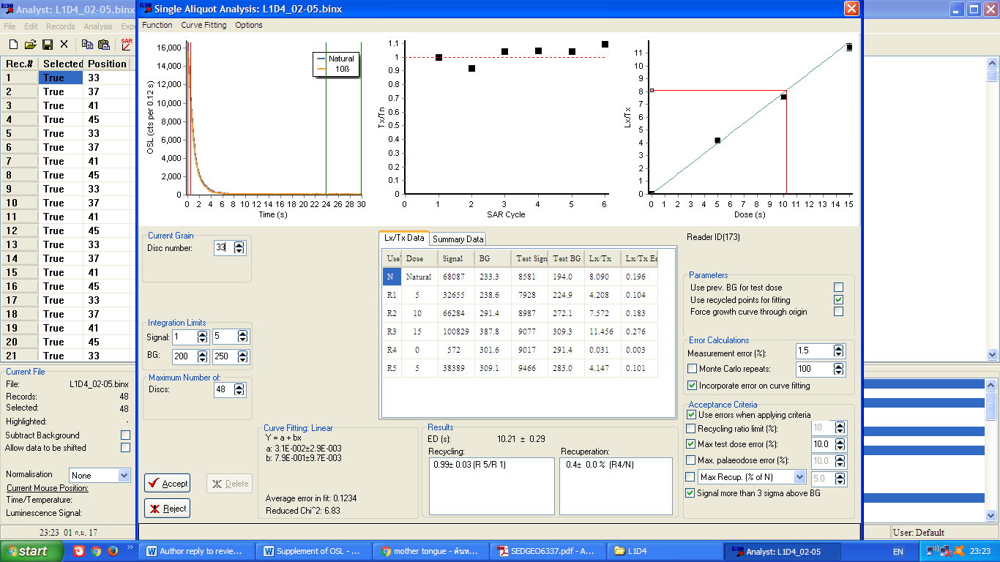 Analyst: L1D4_02-05.binx
File Edit Records Analysis Exp
SAR
Rec.# Selected Position
1 True 33
2 True 37
3 True 41
4 True 45
5 True 33
6 True 37
7 True 41
8 True 45
9 True 33
10 True 37
11 True 41
12 True 45
13 True 33
14 True 37
15 True 41
16 True 45
17 True 33
18 True 37
19 True 41
20 True 45
21 True 33
Current File
File: L1D4_02-05.binx
Records: 48
Selected: 48
Highlighted: -
Subtract Background
Allow data to be shifted
Normalisation None
Current Mouse Position:
Time/Temperature:
Luminescence Signal:
23:23 01 ก.ย. 17
User: Default
Single Aliquot Analysis: L1D4_02-05.binx
Function Curve Fitting Options
OSL (cts per 0.12 s)
16,000
14,000
12,000
10,000
8,000
6,000
4,000
2,000
0
Natural
10ß
0 2 4 6 8 10 12 14 16 18 20 22 24 26 28 30
Time (s)
Tx/Tn
1.1
1
0.9
0.8
0.7
0.6
0.5
0.4
0.3
0.2
0.1
0
0 1 2 3 4 5 6
SAR Cycle
Lx/Tx
11
10
9
8
7
6
5
4
3
2
1
0
0 1 2 3 4 5 6 7 8 9 10 11 12 13 14 15
Dose (s)
Current Grain
Disc number: 33
Integration Limits
Signal: 1 5
BG: 200 250
Maximum Number of:
Discs: 48
Accept Delete
Reject
Lx/Tx Data Summary Data
Use? Dose Signal BG Test Sign Test BG Lx/Tx Lx/Tx Er
N Natural 68087 233.3 8581 194.0 8.090 0.196
R1 5 32655 238.6 7928 224.9 4.208 0.104
R2 10 66284 291.4 8987 272.1 7.572 0.183
R3 15 100829 387.8 9077 309.3 11.456 0.276
R4 0 572 301.6 9017 291.4 0.031 0.003
R5 5 38389 309.1 9466 283.0 4.147 0.101
Curve Fitting: Linear
Y = a + bx
a: 3.1E-002±2.9E-003
b: 7.9E-001±9.7E-003
Average error in fit: 0.1234
Reduced Chi^2: 6.83
Results
ED (s): 10.21 ± 0.29
Recycling: Recuperation:
0.99± 0.03 (R 5/R 1) 0.4± 0.0 % (R4/N)
Reader ID(173)
Parameters
Use prev. BG for test dose
Use recycled points for fitting
Force growth curve through origin
Error Calculations
Measurement error (%): 1.5
Monte Carlo repeats: 100
Incorporate error on curve fitting
Acceptance Criteria
Use errors when applying criteria
Recycling ratio limit (%): 10
Max test dose error (%): 10.0
Max. palaeodose error (%): 10.0
Max Recup. (% of N) 5.0
Signal more than 3 sigma above BG
start
Author reply to revie...
Supplement of OSL - ...
mother tongue - ค้นห...
SEDGEO6337.pdf - A...
L1D4
Analyst: L1D4_02-05
EN
23:23